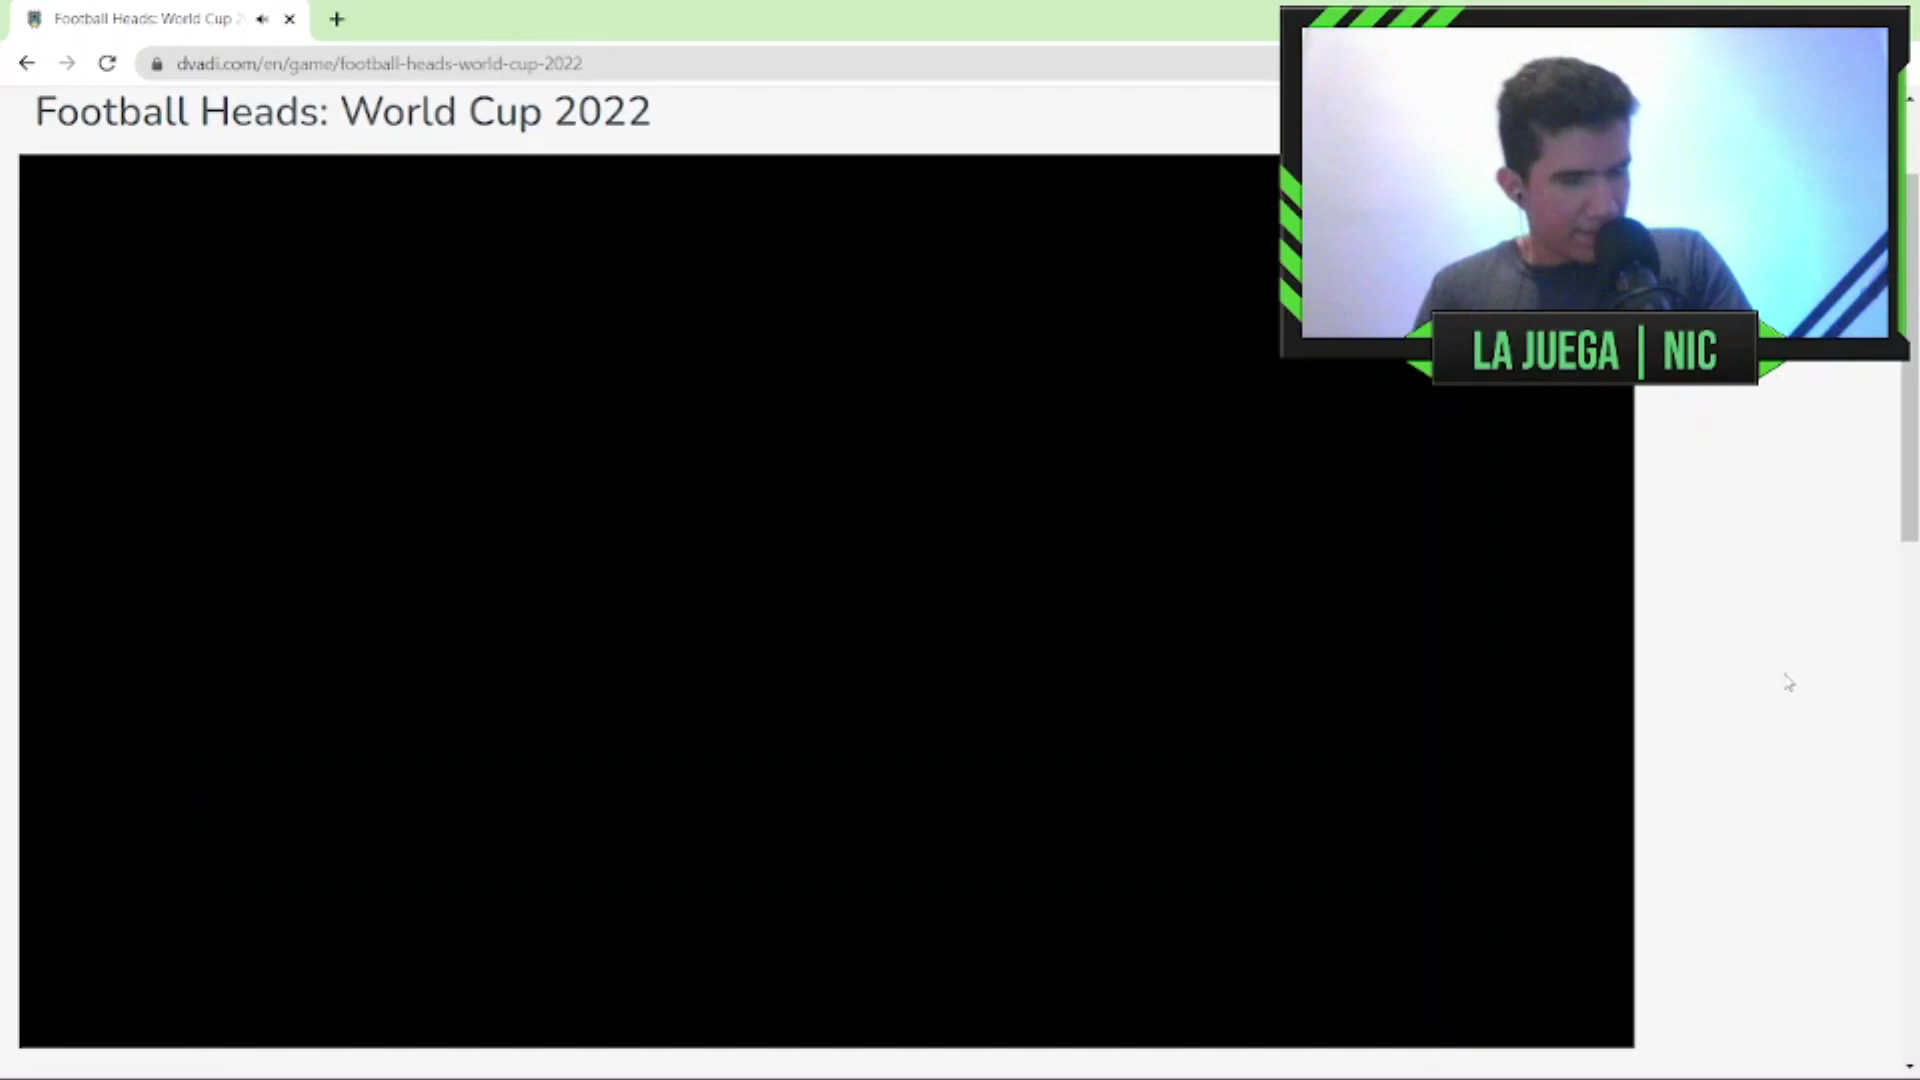 Football Heads: World Cup 2
dvadi.com/en/game/football-heads-world-cup-2022
Football Heads: World Cup 2022
LA JUEGA | NIC